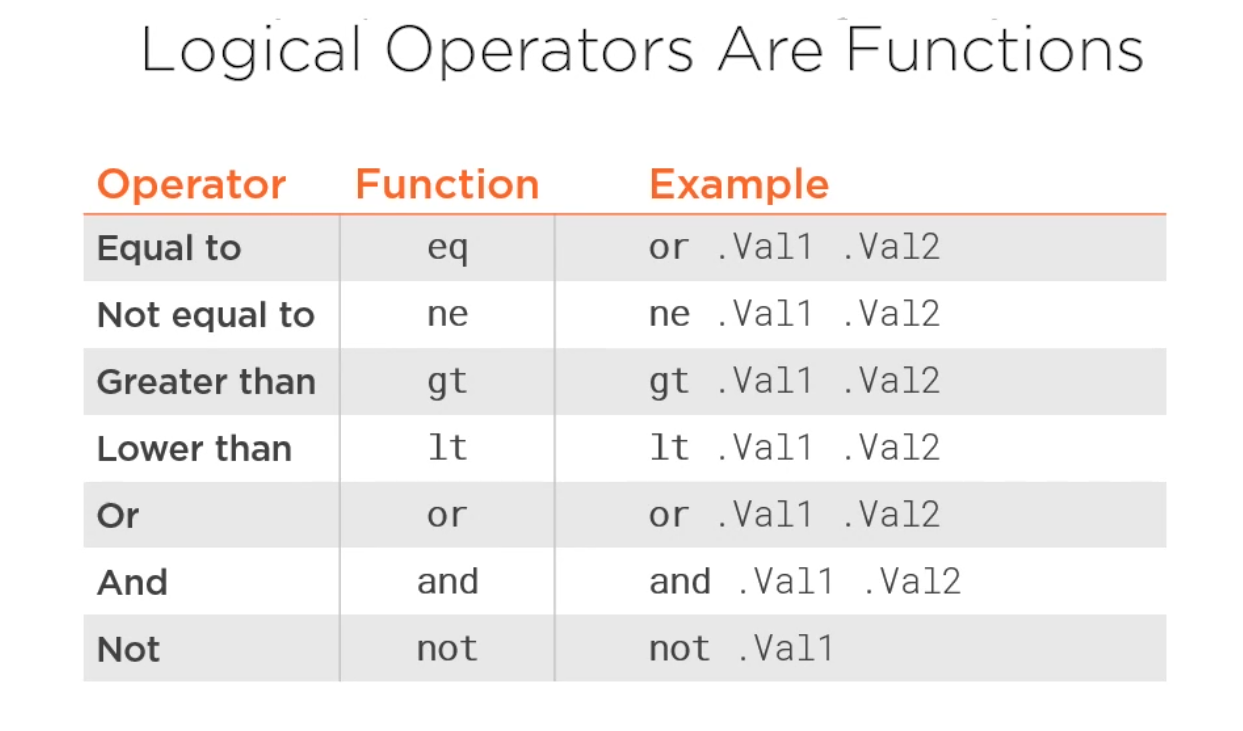 Logical Operators Are Functions
Operator Function Example
Equal to eq or .Val1 .Val2
Not equal to ne ne .Val1 .Val2
Greater than gt gt .Val1 .Val2
Lower than lt lt .Val1 .Val2
Or or or .Val1 .Val2
And and and .Val1 .Val2
Not not not .Val1